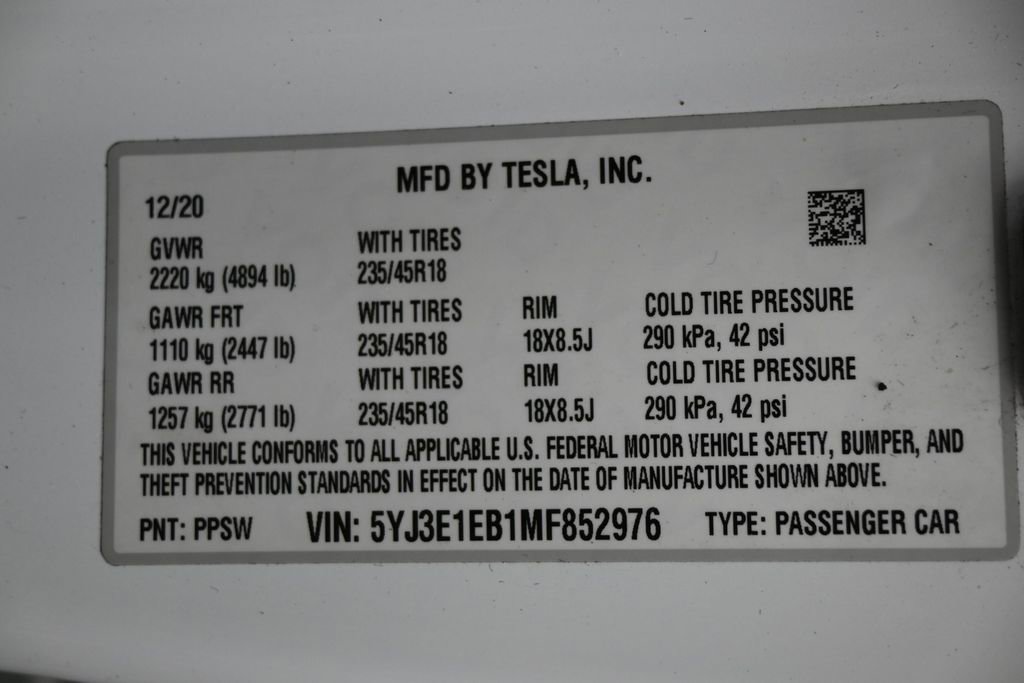 MFD BY TESLA, INC.
12/20
GVWR WITH TIRES
2220 kg (4894 lb) 235/45R18
GAWR FRT WITH TIRES RIM COLD TIRE PRESSURE
1110 kg (2447 lb) 235/45R18 18X8.5J 290 kPa, 42 psi
GAWR RR WITH TIRES RIM COLD TIRE PRESSURE
1257 kg (2771 lb) 235/45R18 18X8.5J 290 kPa, 42 psi
THIS VEHICLE CONFORMS TO ALL APPLICABLE U.S. FEDERAL MOTOR VEHICLE SAFETY, BUMPER, AND
THEFT PREVENTION STANDARDS IN EFFECT ON THE DATE OF MANUFACTURE SHOWN ABOVE.
PNT: PPSW VIN: 5YJ3E1EB1MF852976 TYPE: PASSENGER CAR